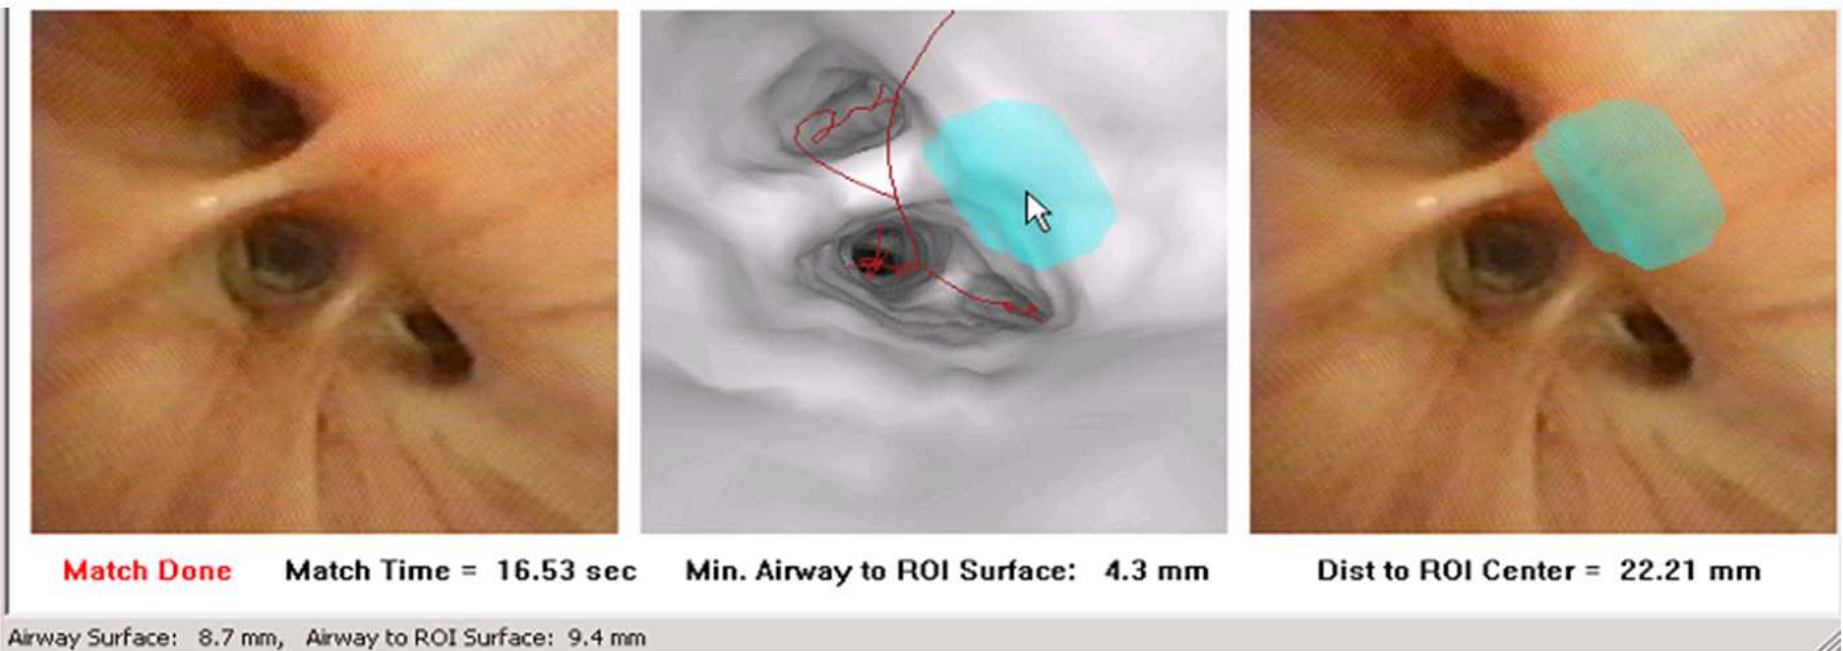 Match Done Match Time = 16.53 sec Min. Airway to ROI Surface: 4.3 mm Dist to ROI Center = 22.21 mm
Airway Surface: 8.7 mm, Airway to ROI Surface: 9.4 mm